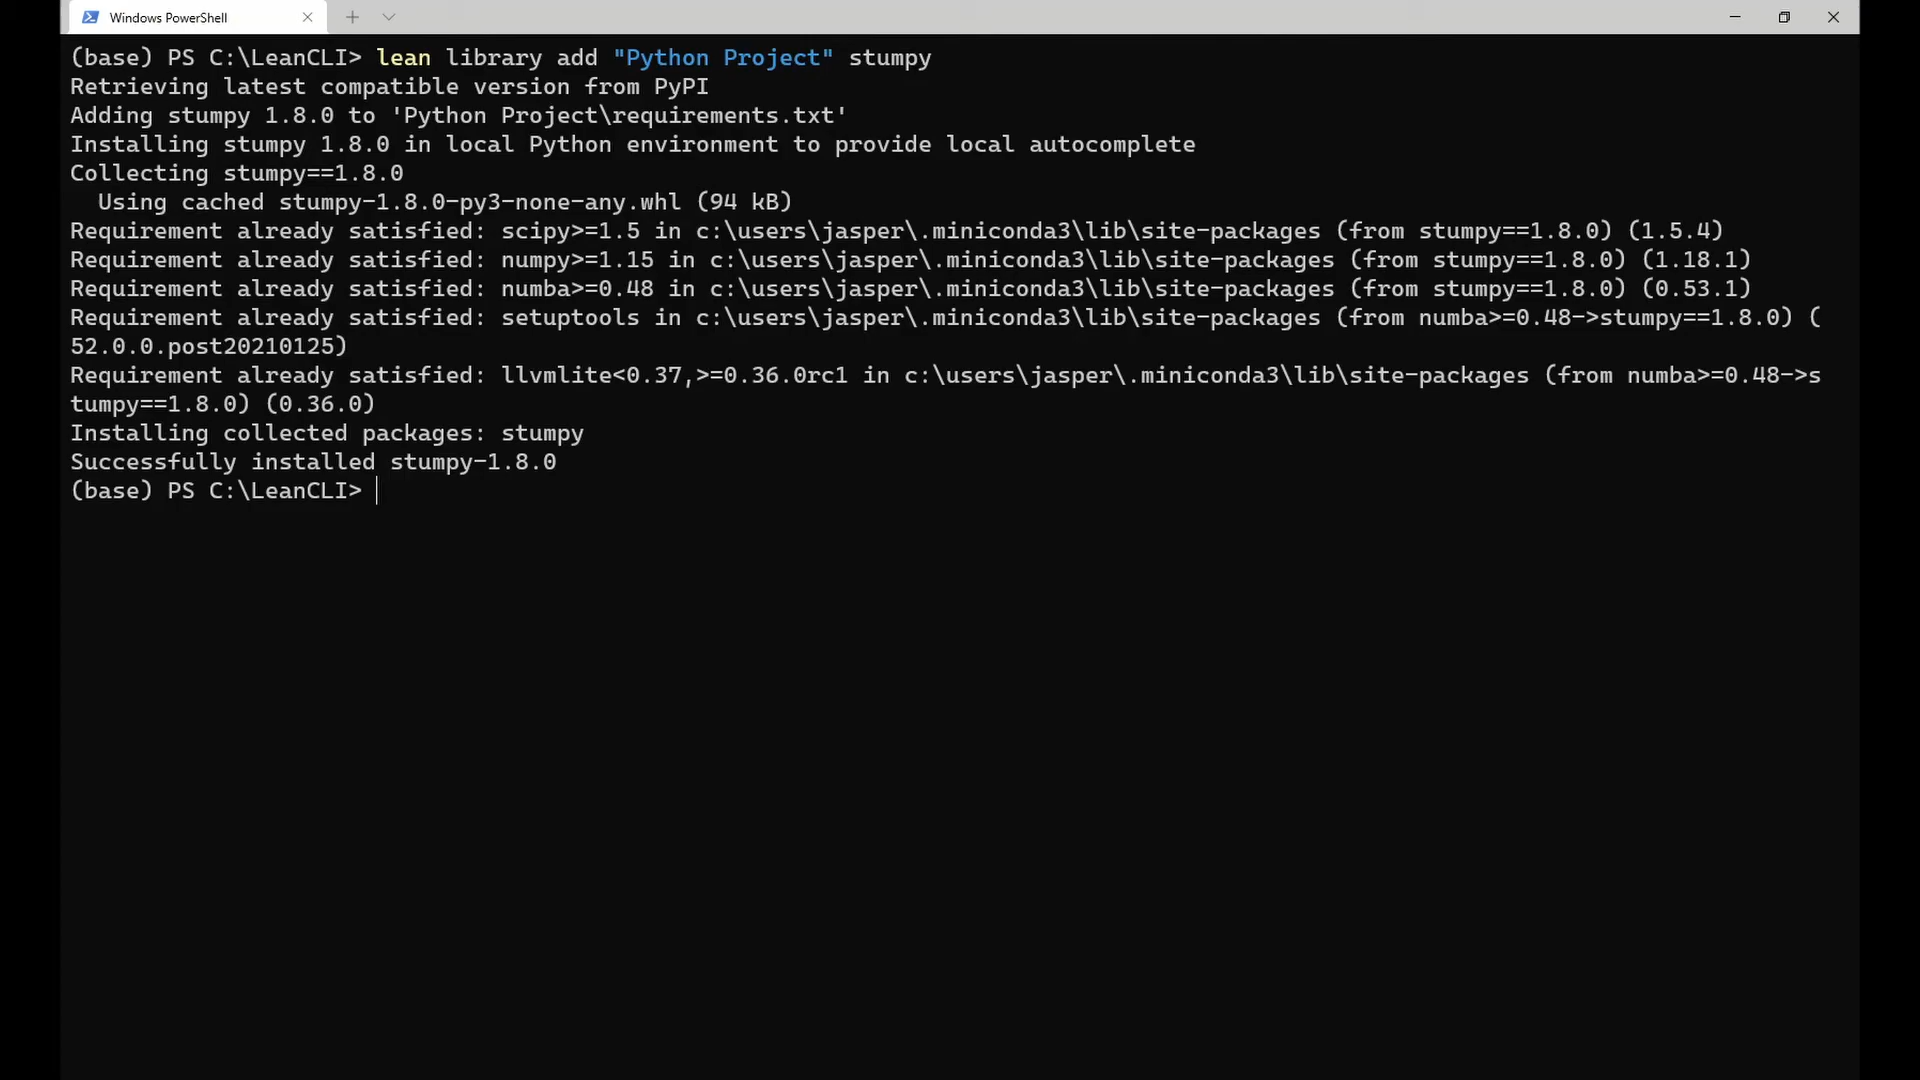 Windows PowerShell
(base) PS C:\LeanCLI> lean library add "Python Project" stumpy
Retrieving latest compatible version from PyPI
Adding stumpy 1.8.0 to 'Python Project\requirements.txt'
Installing stumpy 1.8.0 in local Python environment to provide local autocomplete
Collecting stumpy==1.8.0
  Using cached stumpy-1.8.0-py3-none-any.whl (94 kB)
Requirement already satisfied: scipy>=1.5 in c:\users\jasper\.miniconda3\lib\site-packages (from stumpy==1.8.0) (1.5.4)
Requirement already satisfied: numpy>=1.15 in c:\users\jasper\.miniconda3\lib\site-packages (from stumpy==1.8.0) (1.18.1)
Requirement already satisfied: numba>=0.48 in c:\users\jasper\.miniconda3\lib\site-packages (from stumpy==1.8.0) (0.53.1)
Requirement already satisfied: setuptools in c:\users\jasper\.miniconda3\lib\site-packages (from numba>=0.48->stumpy==1.8.0) (
52.0.0.post20210125)
Requirement already satisfied: llvmlite<0.37,>=0.36.0rc1 in c:\users\jasper\.miniconda3\lib\site-packages (from numba>=0.48->s
tumpy==1.8.0) (0.36.0)
Installing collected packages: stumpy
Successfully installed stumpy-1.8.0
(base) PS C:\LeanCLI>